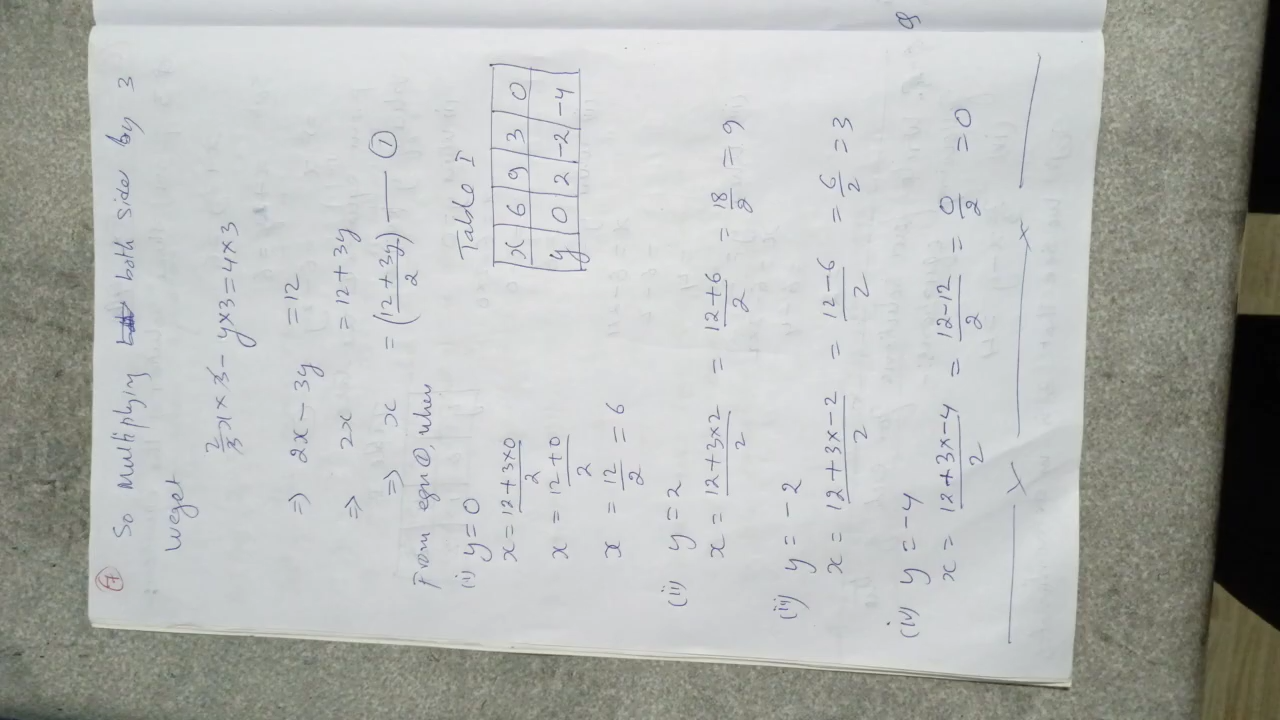 7
So Multiplying both side by 3
we get
2/3 x × 3 - y × 3 = 4 × 3
⇒ 2x - 3y = 12
⇒ 2x = 12 + 3y
⇒ x = (12 + 3y / 2) — ①
From eqn ①, when
Table I
x | 6 | 9 | 3 | 0
y | 0 | 2 | -2 | -4
(i) y = 0
x = 12 + 3×0 / 2
x = 12 + 0 / 2
x = 12 / 2 = 6
(ii) y = 2
x = 12 + 3×2 / 2 = 12 + 6 / 2 = 18 / 2 = 9
(iii) y = -2
x = 12 + 3×-2 / 2 = 12 - 6 / 2 = 6 / 2 = 3
(iv) y = -4
x = 12 + 3×-4 / 2 = 12 - 12 / 2 = 0 / 2 = 0